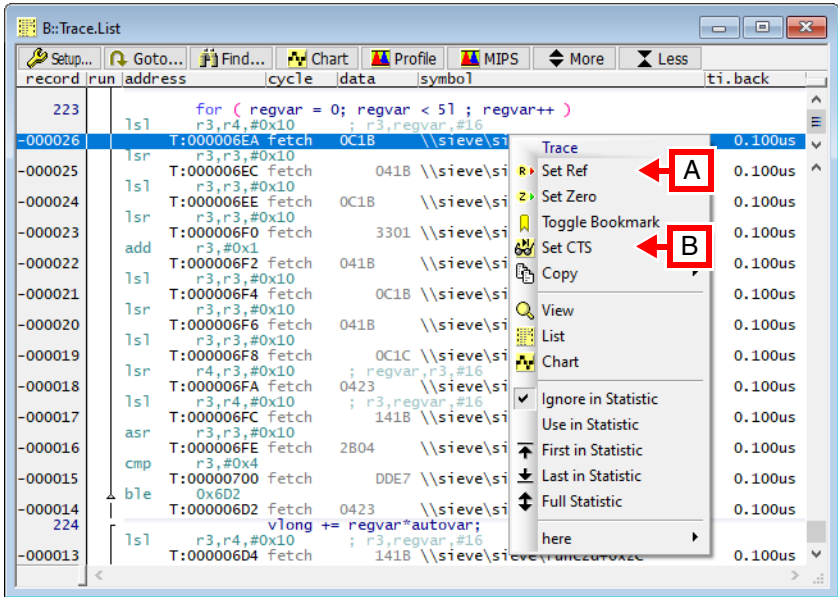 B::Trace.List
Setup... Goto... Find... Chart Profile MIPS More Less
record run address cycle data symbol ti.back
223 for ( regvar = 0; regvar < 5l ; regvar++ )
lsl r3,r4,#0x10 ; r3,regvar,#16
-000026 T:000006EA fetch 0C1B \\sieve\si 0.100us
lsr r3,r3,#0x10
-000025 T:000006EC fetch 041B \\sieve\si 0.100us
lsl r3,r3,#0x10
-000024 T:000006EE fetch 0C1B \\sieve\si 0.100us
lsr r3,r3,#0x10
-000023 T:000006F0 fetch 3301 \\sieve\si 0.100us
add r3,#0x1
-000022 T:000006F2 fetch 041B \\sieve\si 0.100us
lsl r3,r3,#0x10
-000021 T:000006F4 fetch 0C1B \\sieve\si 0.100us
lsr r3,r3,#0x10
-000020 T:000006F6 fetch 041B \\sieve\si 0.100us
lsl r3,r3,#0x10
-000019 T:000006F8 fetch 0C1C \\sieve\si 0.100us
lsr r4,r3,#0x10 ; regvar,r3,#16
-000018 T:000006FA fetch 0423 \\sieve\si 0.100us
lsl r3,r4,#0x10 ; r3,regvar,#16
-000017 T:000006FC fetch 141B \\sieve\si 0.100us
asr r3,r3,#0x10
-000016 T:000006FE fetch 2B04 \\sieve\si 0.100us
cmp r3,#0x4
-000015 T:00000700 fetch DDE7 \\sieve\si 0.100us
ble 0x6D2
-000014 T:000006D2 fetch 0423 \\sieve\si 0.100us
224 vlong += regvar*autovar;
lsl r3,r4,#0x10 ; r3,regvar,#16
-000013 T:000006D4 fetch 141B 0.100us
Trace
Set Ref
Set Zero
Toggle Bookmark
Set CTS
Copy
View
List
Chart
Ignore in Statistic
Use in Statistic
First in Statistic
Last in Statistic
Full Statistic
here
A
B